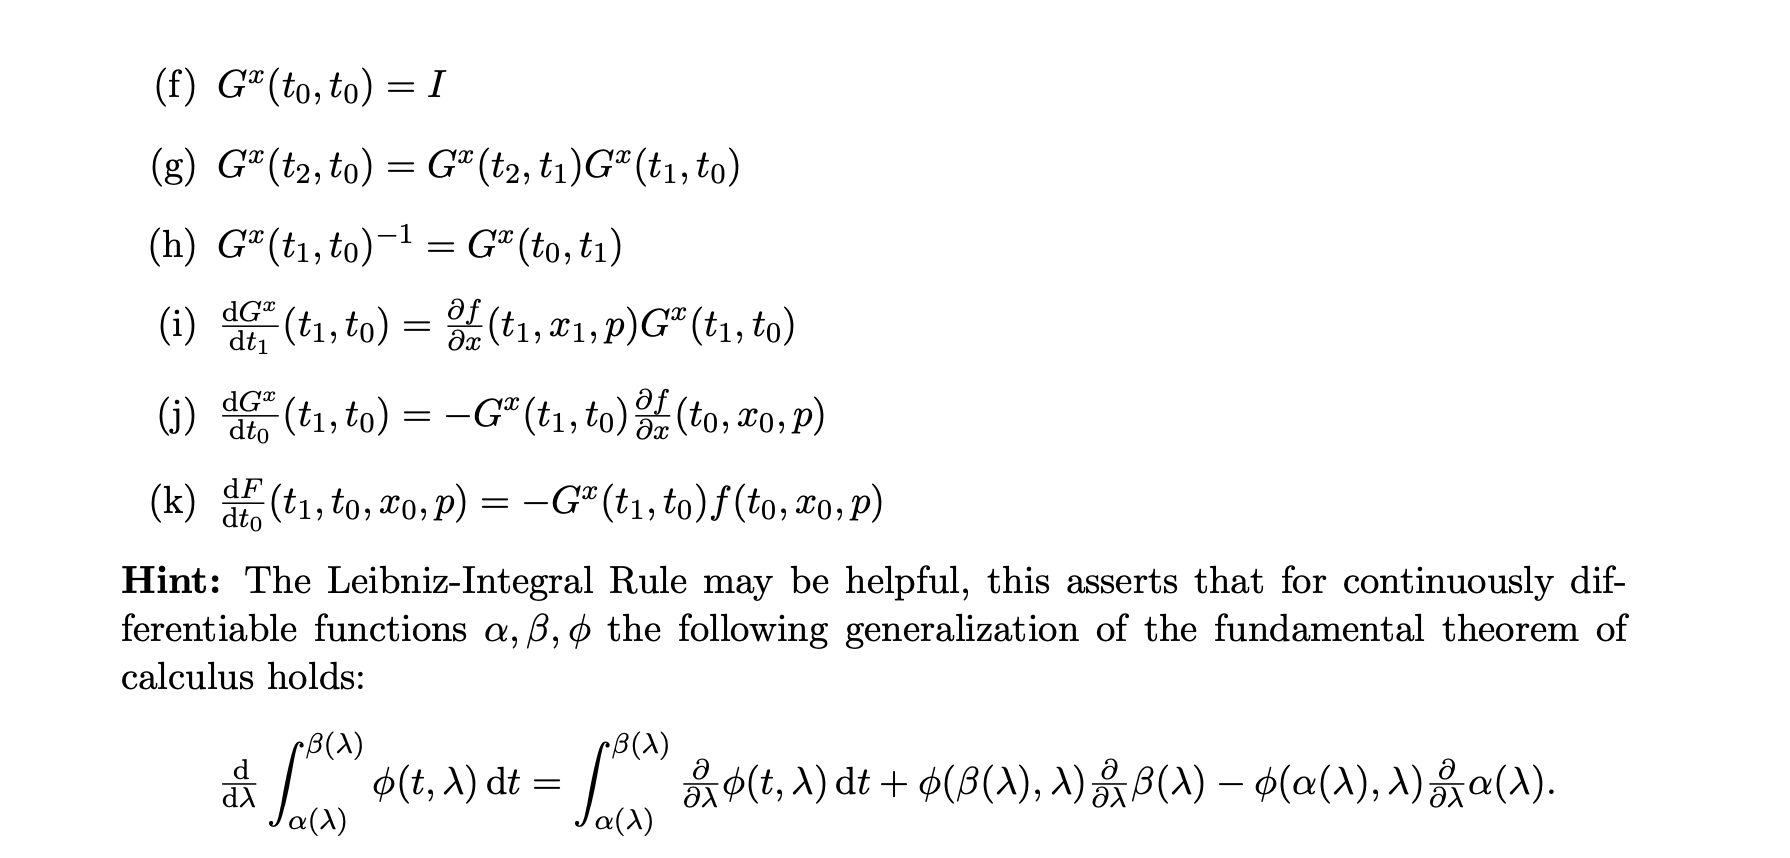 (f) $G^x(t_0, t_0) = I$
(g) $G^x(t_2, t_0) = G^x(t_2, t_1)G^x(t_1, t_0)$
(h) $G^x(t_1, t_0)^{-1} = G^x(t_0, t_1)$
(i) $\frac{\mathrm{d}G^x}{\mathrm{d}t_1}(t_1, t_0) = \frac{\partial f}{\partial x}(t_1, x_1, p)G^x(t_1, t_0)$
(j) $\frac{\mathrm{d}G^x}{\mathrm{d}t_0}(t_1, t_0) = -G^x(t_1, t_0)\frac{\partial f}{\partial x}(t_0, x_0, p)$
(k) $\frac{\mathrm{d}F}{\mathrm{d}t_0}(t_1, t_0, x_0, p) = -G^x(t_1, t_0)f(t_0, x_0, p)$
Hint: The Leibniz-Integral Rule may be helpful, this asserts that for continuously dif-
ferentiable functions $\alpha, \beta, \phi$ the following generalization of the fundamental theorem of
calculus holds:
$\frac{\mathrm{d}}{\mathrm{d}\lambda} \int_{\alpha(\lambda)}^{\beta(\lambda)} \phi(t, \lambda) \, \mathrm{d}t = \int_{\alpha(\lambda)}^{\beta(\lambda)} \frac{\partial}{\partial \lambda} \phi(t, \lambda) \, \mathrm{d}t + \phi(\beta(\lambda), \lambda) \frac{\partial}{\partial \lambda} \beta(\lambda) - \phi(\alpha(\lambda), \lambda) \frac{\partial}{\partial \lambda} \alpha(\lambda).$